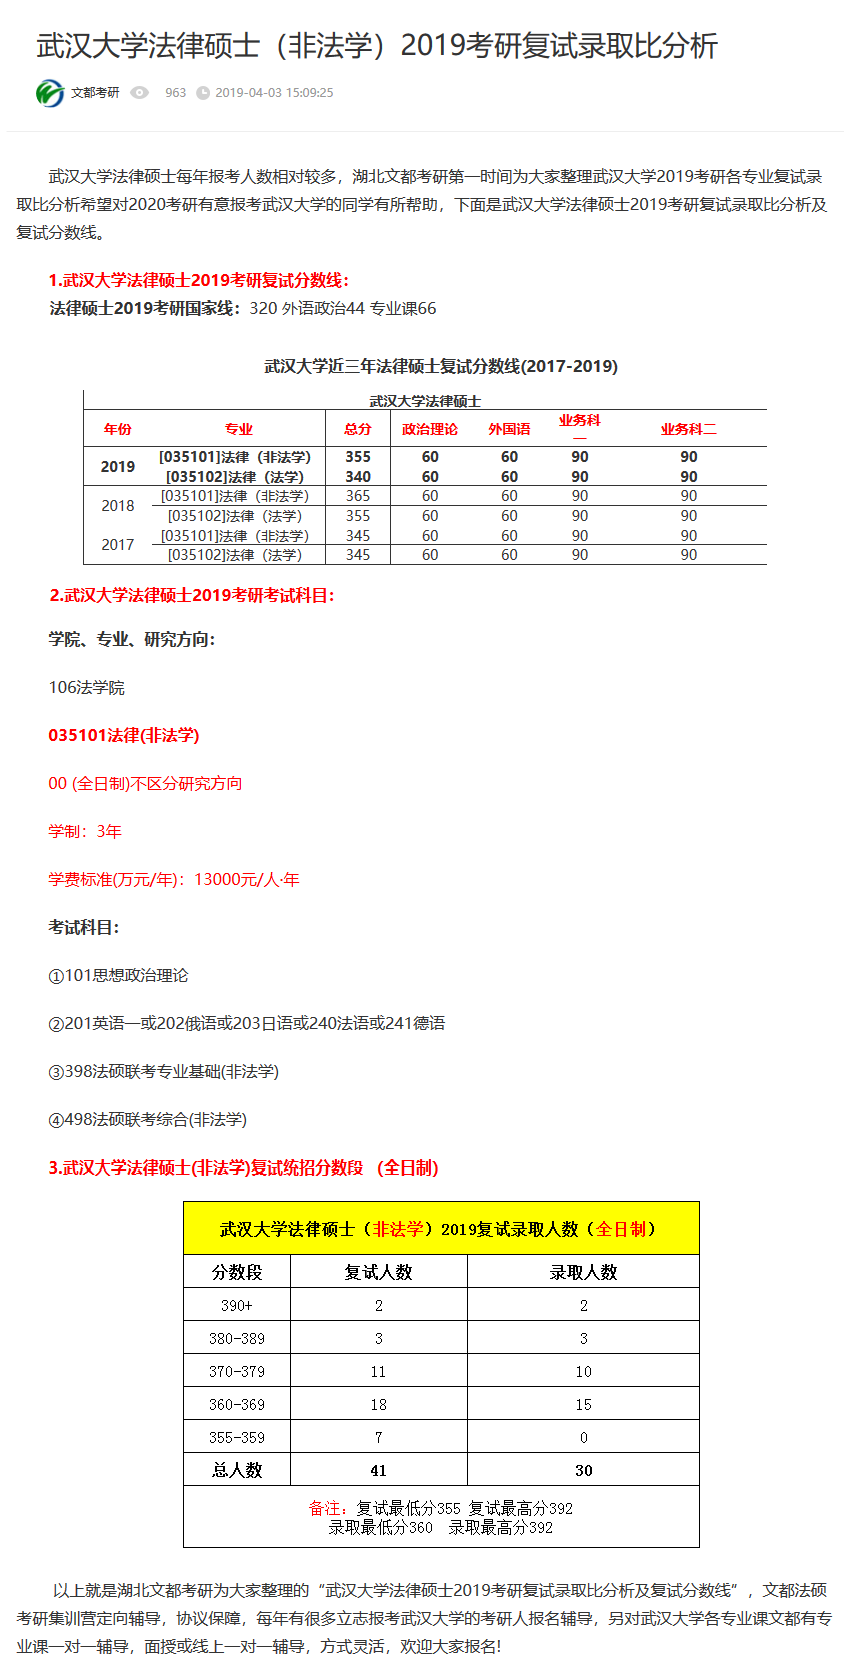 武汉大学法律硕士（非法学）2019考研复试录取比分析
文都考研 963 2019-04-03 15:09:25
武汉大学法律硕士每年报考人数相对较多，湖北文都考研第一时间为大家整理武汉大学2019考研各专业复试录
取比分析希望对2020考研有意报考武汉大学的同学有所帮助，下面是武汉大学法律硕士2019考研复试录取比分析及
复试分数线。
1.武汉大学法律硕士2019考研复试分数线：
法律硕士2019考研国家线：320 外语政治44 专业课66
武汉大学近三年法律硕士复试分数线(2017-2019)
武汉大学法律硕士
年份 专业 总分 政治理论 外国语 业务科一 业务科二
2019 [035101]法律（非法学） 355 60 60 90 90
[035102]法律（法学） 340 60 60 90 90
2018 [035101]法律（非法学） 365 60 60 90 90
[035102]法律（法学） 355 60 60 90 90
2017 [035101]法律（非法学） 345 60 60 90 90
[035102]法律（法学） 345 60 60 90 90
2.武汉大学法律硕士2019考研考试科目：
学院、专业、研究方向：
106法学院
035101法律(非法学)
00 (全日制)不区分研究方向
学制：3年
学费标准(万元/年)：13000元/人·年
考试科目：
①101思想政治理论
②201英语一或202俄语或203日语或240法语或241德语
③398法硕联考专业基础(非法学)
④498法硕联考综合(非法学)
3.武汉大学法律硕士(非法学)复试统招分数段 （全日制)
武汉大学法律硕士（非法学）2019复试录取人数（全日制）
分数段 复试人数 录取人数
390+ 2 2
380-389 3 3
370-379 11 10
360-369 18 15
355-359 7 0
总人数 41 30
备注：复试最低分355 复试最高分392
录取最低分360 录取最高分392
以上就是湖北文都考研为大家整理的“武汉大学法律硕士2019考研复试录取比分析及复试分数线”，文都法硕
考研集训营定向辅导，协议保障，每年有很多立志报考武汉大学的考研人报名辅导，另对武汉大学各专业课文都有专
业课一对一辅导，面授或线上一对一辅导，方式灵活，欢迎大家报名!